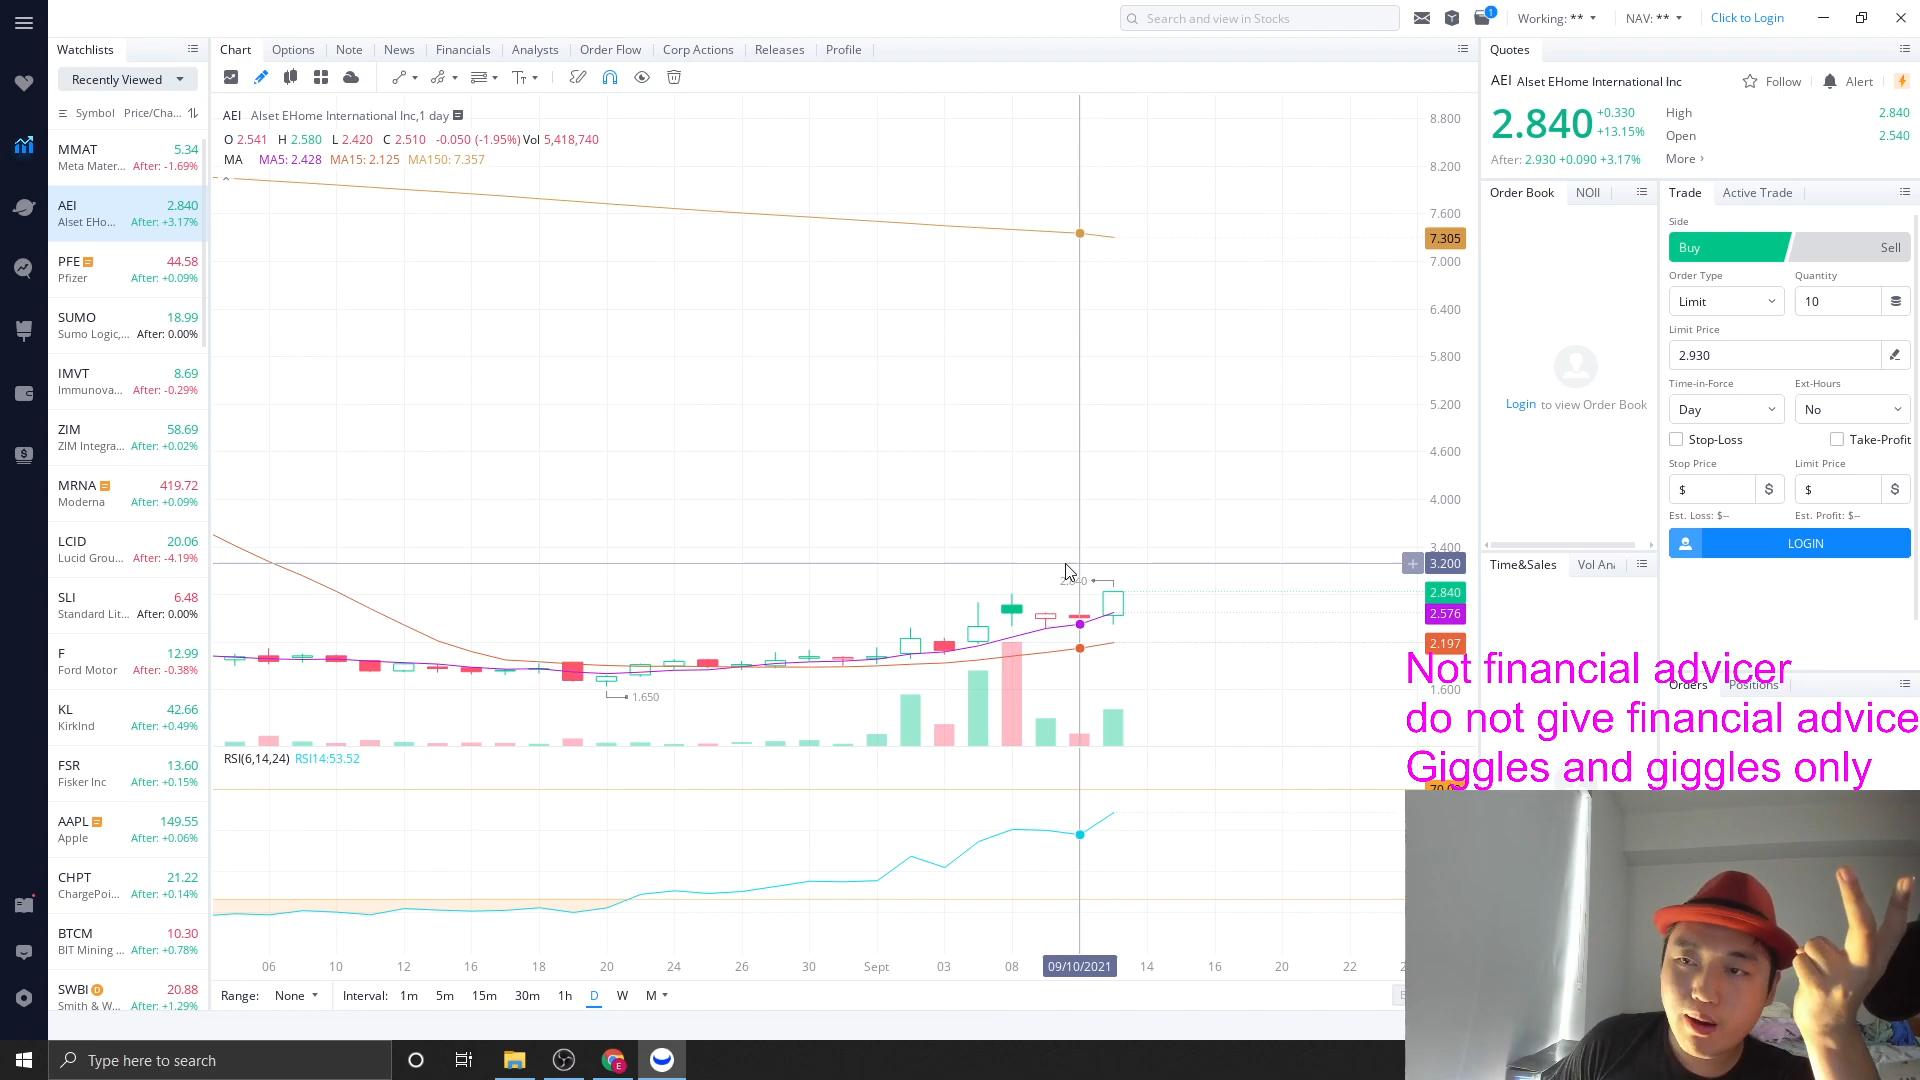 Search and view in Stocks
1
Working: **
NAV: **
Click to Login
Watchlists
Recently Viewed
Symbol Price/Cha...
MMAT 5.34
Meta Mater... After: -1.69%
AEI 2.840
Alset EHo... After: +3.17%
PFE 44.58
Pfizer After: +0.09%
SUMO 18.99
Sumo Logic,... After: 0.00%
IMVT 8.69
Immunova... After: -0.29%
ZIM 58.69
ZIM Integra... After: +0.02%
MRNA 419.72
Moderna After: +0.09%
LCID 20.06
Lucid Grou... After: -4.19%
SLI 6.48
Standard Lit... After: 0.00%
F 12.99
Ford Motor After: -0.38%
KL 42.66
Kirklnd After: +0.49%
FSR 13.60
Fisker Inc After: +0.15%
AAPL 149.55
Apple After: +0.06%
CHPT 21.22
ChargePoi... After: +0.14%
BTCM 10.30
BIT Mining ... After: +0.78%
SWBI D 20.88
Smith & W... After: +1.29%
Chart Options Note News Financials Analysts Order Flow Corp Actions Releases Profile
AEI Alset EHome International Inc,1 day
O 2.541 H 2.580 L 2.420 C 2.510 -0.050 (-1.95%) Vol 5,418,740
MA MA5: 2.428 MA15: 2.125 MA150: 7.357
8.800
8.200
7.600
7.305
7.000
6.400
5.800
5.200
4.600
4.000
3.400
3.200
2.840
2.840
2.576
2.197
1.650
1.600
RSI(6,14,24) RSI14:53.52
70.00
06 10 12 16 18 20 24 26 30 Sept 03 08 09/10/2021 14 16 20 22
Range: None Interval: 1m 5m 15m 30m 1h D W M
Quotes
AEI Alset EHome International Inc
Follow
Alert
2.840 +0.330
+13.15%
After: 2.930 +0.090 +3.17%
High 2.840
Open 2.540
More
Order Book NOII
Login to view Order Book
Time&Sales
Trade Active Trade
Side
Buy Sell
Order Type Quantity
Limit 10
Limit Price
2.930
Time-in-Force Ext-Hours
Day No
Stop-Loss Take-Profit
Stop Price Limit Price
$ $ $ $
Est. Loss: $-- Est. Profit: $--
LOGIN
Orders Positions
Not financial advicer
do not give financial advice
Giggles and giggles only
Type here to search